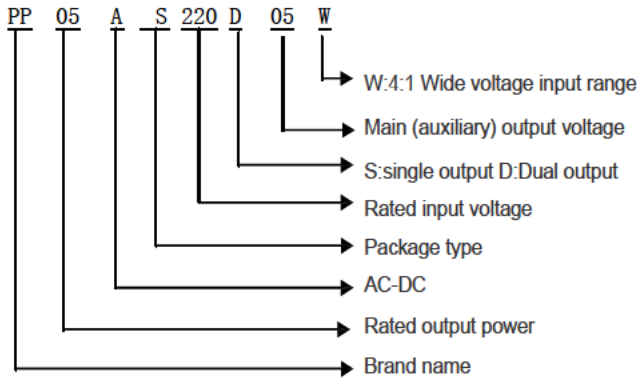 PP 05 A S 220 D 05 W
W:4:1 Wide voltage input range
Main (auxiliary) output voltage
S:single output D:Dual output
Rated input voltage
Package type
AC-DC
Rated output power
Brand name